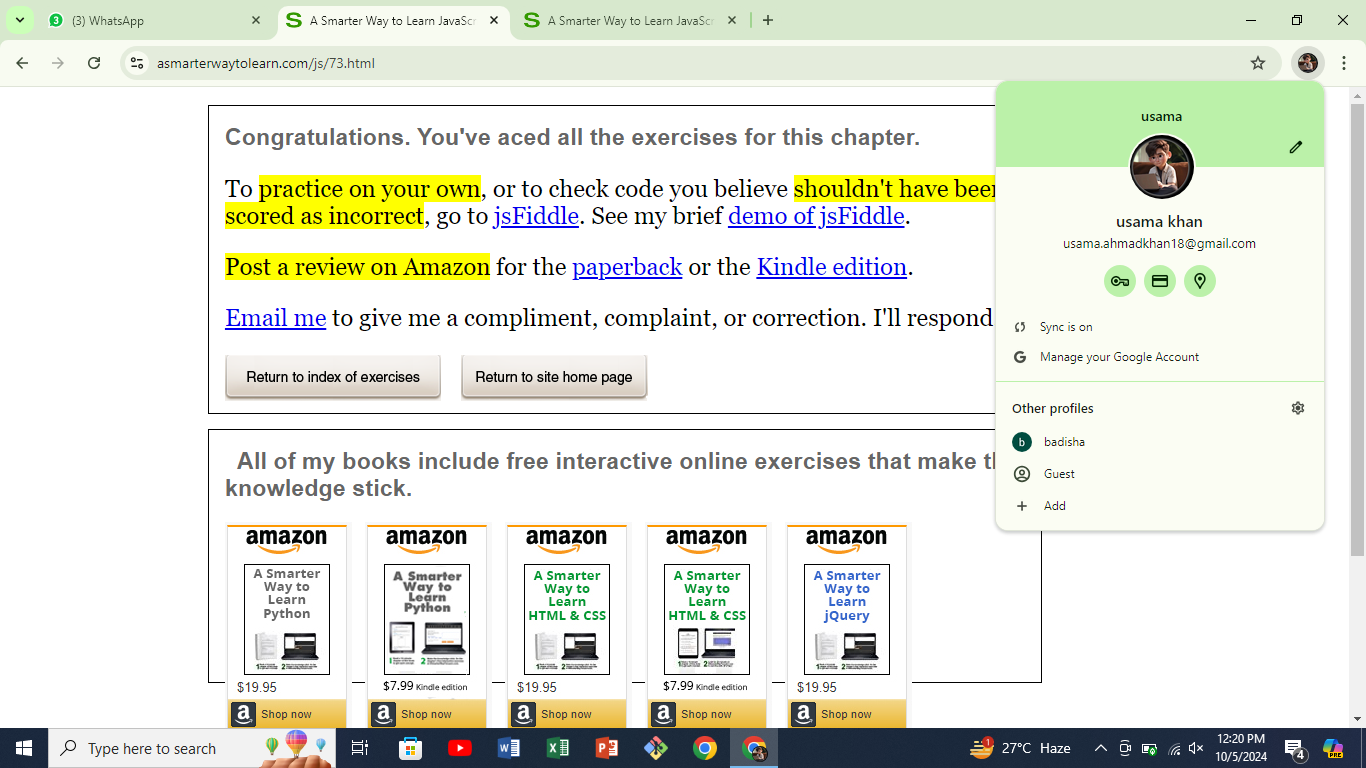 3
(3) WhatsApp
A Smarter Way to Learn JavaScr
A Smarter Way to Learn JavaScr
asmarterwaytolearn.com/js/73.html
Congratulations. You've aced all the exercises for this chapter.
To practice on your own, or to check code you believe shouldn't have been
scored as incorrect, go to jsFiddle. See my brief demo of jsFiddle.
Post a review on Amazon for the paperback or the Kindle edition.
Email me to give me a compliment, complaint, or correction. I'll respond
Return to index of exercises
Return to site home page
usama
usama khan
usama.ahmadkhan18@gmail.com
Sync is on
Manage your Google Account
Other profiles
b badisha
Guest
Add
All of my books include free interactive online exercises that make th
knowledge stick.
amazon
A Smarter
Way to
Learn
Python
$19.95
Shop now
amazon
A Smarter
Way to
Learn
Python
$7.99 Kindle edition
Shop now
amazon
A Smarter
Way to
Learn
HTML & CSS
$19.95
Shop now
amazon
A Smarter
Way to
Learn
HTML & CSS
$7.99 Kindle edition
Shop now
amazon
A Smarter
Way to
Learn
jQuery
$19.95
Shop now
Type here to search
1
27°C Haze
12:20 PM
10/5/2024
4
PRE